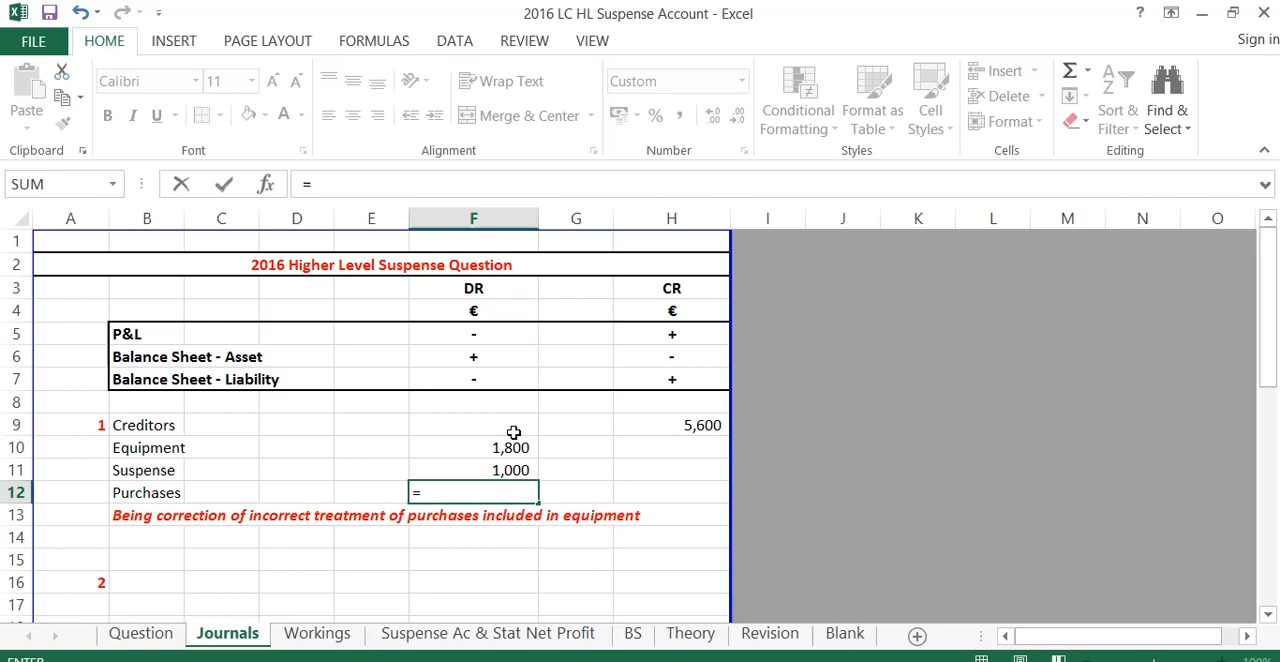 2016 LC HL Suspense Account - Excel
?
Sign in
FILE HOME INSERT PAGE LAYOUT FORMULAS DATA REVIEW VIEW
Paste
Calibri 11
B I U A
Wrap Text
Merge & Center
Custom
%
Conditional Formatting
Format as Table
Cell Styles
Insert
Delete
Format
Sort & Filter
Find & Select
Clipboard Font Alignment Number Styles Cells Editing
SUM fx =
A B C D E F G H I J K L M N O
1
2 2016 Higher Level Suspense Question
3 DR CR
4 € €
5 P&L - +
6 Balance Sheet - Asset + -
7 Balance Sheet - Liability - +
8
9 1 Creditors 5,600
10 Equipment 1,800
11 Suspense 1,000
12 Purchases =
13 Being correction of incorrect treatment of purchases included in equipment
14
15
16 2
17
Question Journals Workings Suspense Ac & Stat Net Profit BS Theory Revision Blank
ENTER 100%